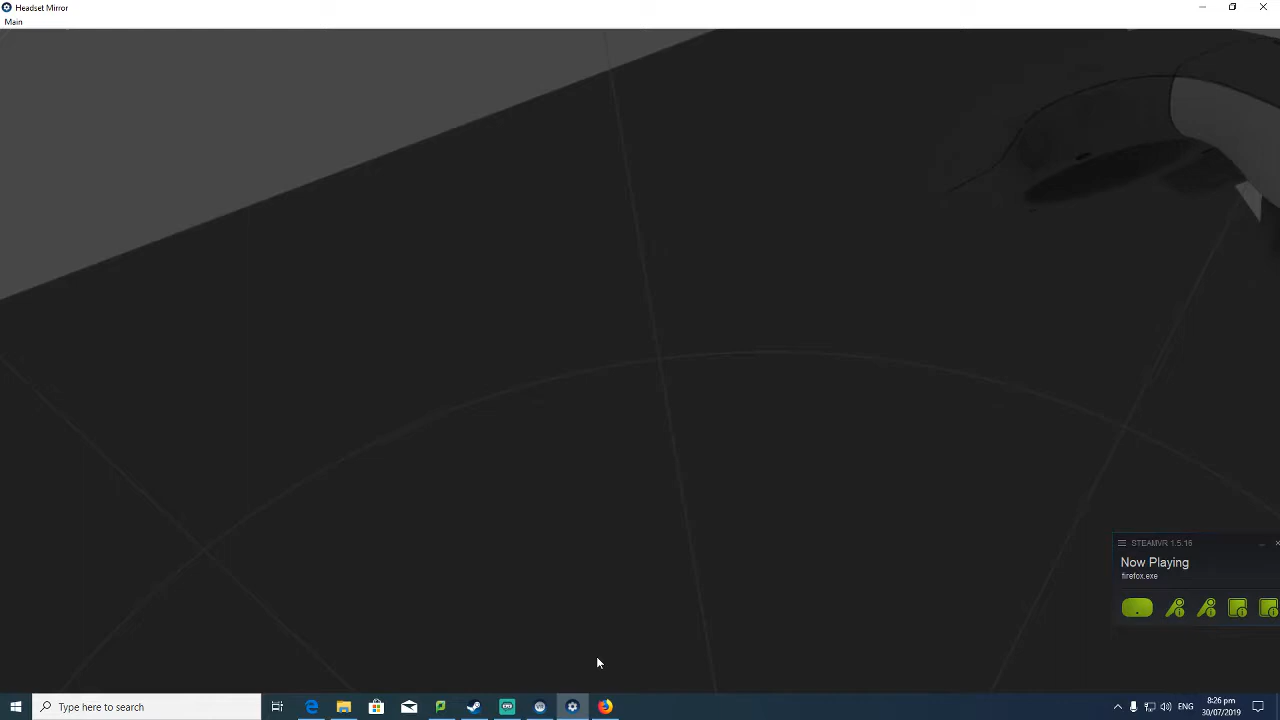 Headset Mirror
Main
STEAMVR 1.5.16
Now Playing
firefox.exe
Type here to search
ENG
8:26 pm
30/07/2019